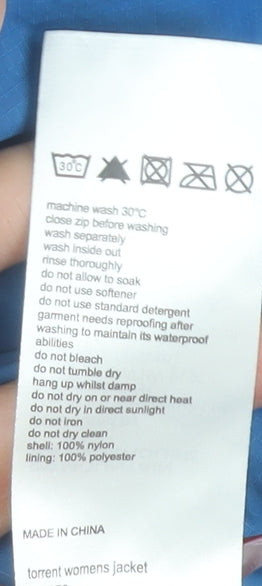 30°C
machine wash 30°C
close zip before washing
wash separately
wash inside out
rinse thoroughly
do not allow to soak
do not use softener
do not use standard detergent
garment needs reproofing after
washing to maintain its waterproof
abilities
do not bleach
do not tumble dry
hang up whilst damp
do not dry on or near direct heat
do not dry in direct sunlight
do not iron
do not dry clean
shell: 100% nylon
lining: 100% polyester
MADE IN CHINA
torrent womens jacket